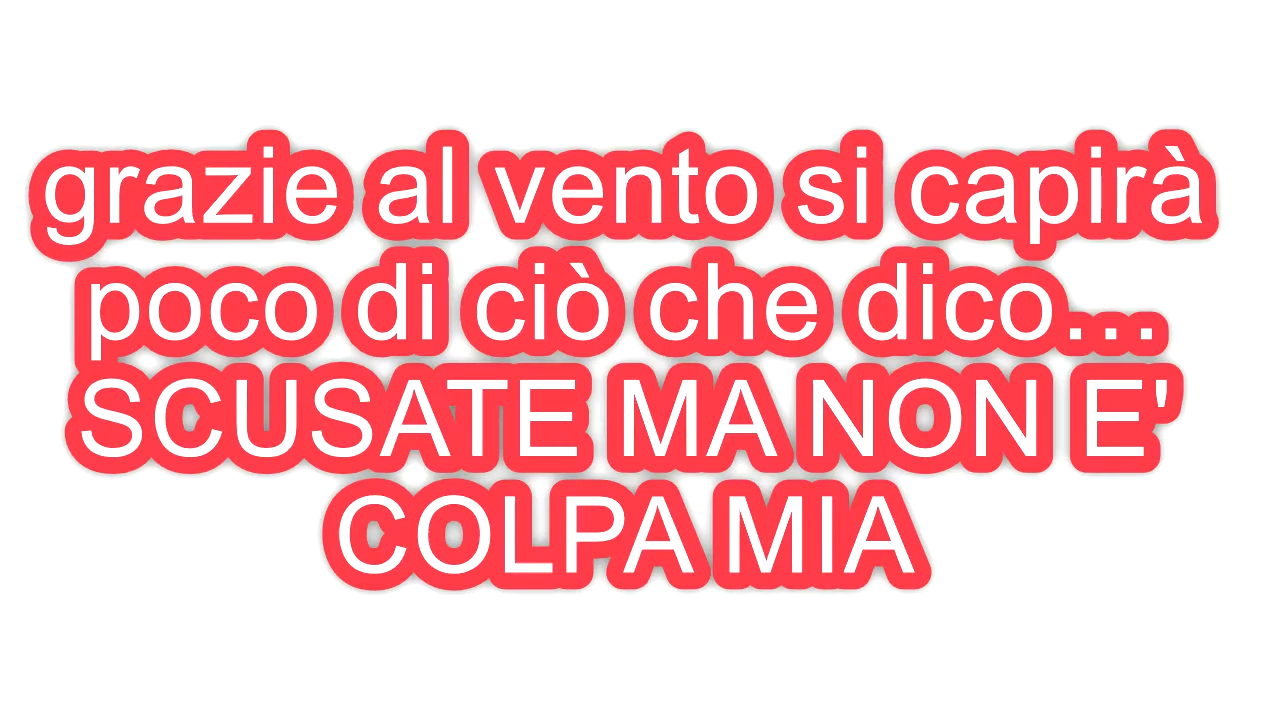 grazie al vento si capirà
poco di ciò che dico...
SCUSATE MA NON E'
COLPA MIA